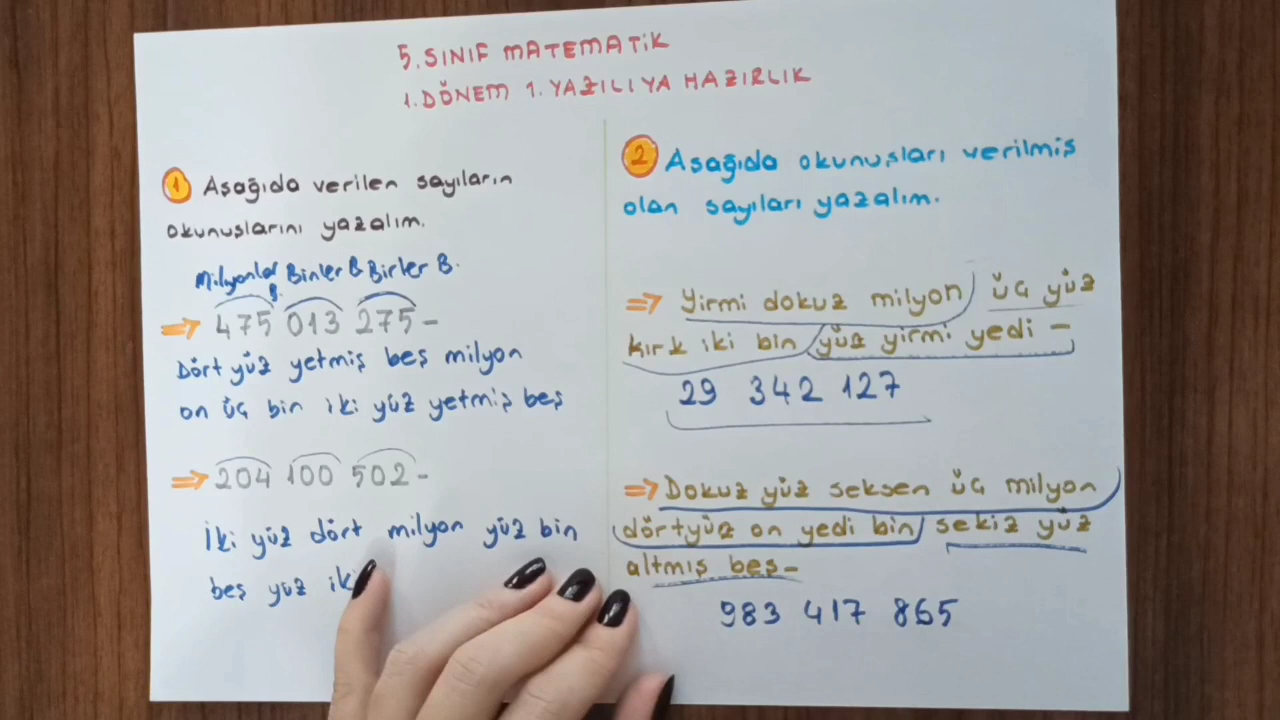 5. SINIF MATEMATİK
1. DÖNEM 1. YAZILIYA HAZIRLIK
1 Aşağıda verilen sayıların
okunuşlarını yazalım.
Milyonlar B. Binler B Birler B.
⇒ 475 013 275 -
Dört yüz yetmiş beş milyon
on üç bin iki yüz yetmiş beş
⇒ 204 100 502 -
İki yüz dört milyon yüz bin
beş yüz iki
2 Aşağıda okunuşları verilmiş
olan sayıları yazalım.
⇒ Yirmi dokuz milyon üç yüz
kırk iki bin yüz yirmi yedi -
29 342 127
⇒ Dokuz yüz seksen üç milyon
dörtyüz on yedi bin sekiz yüz
altmış beş -
983 417 865